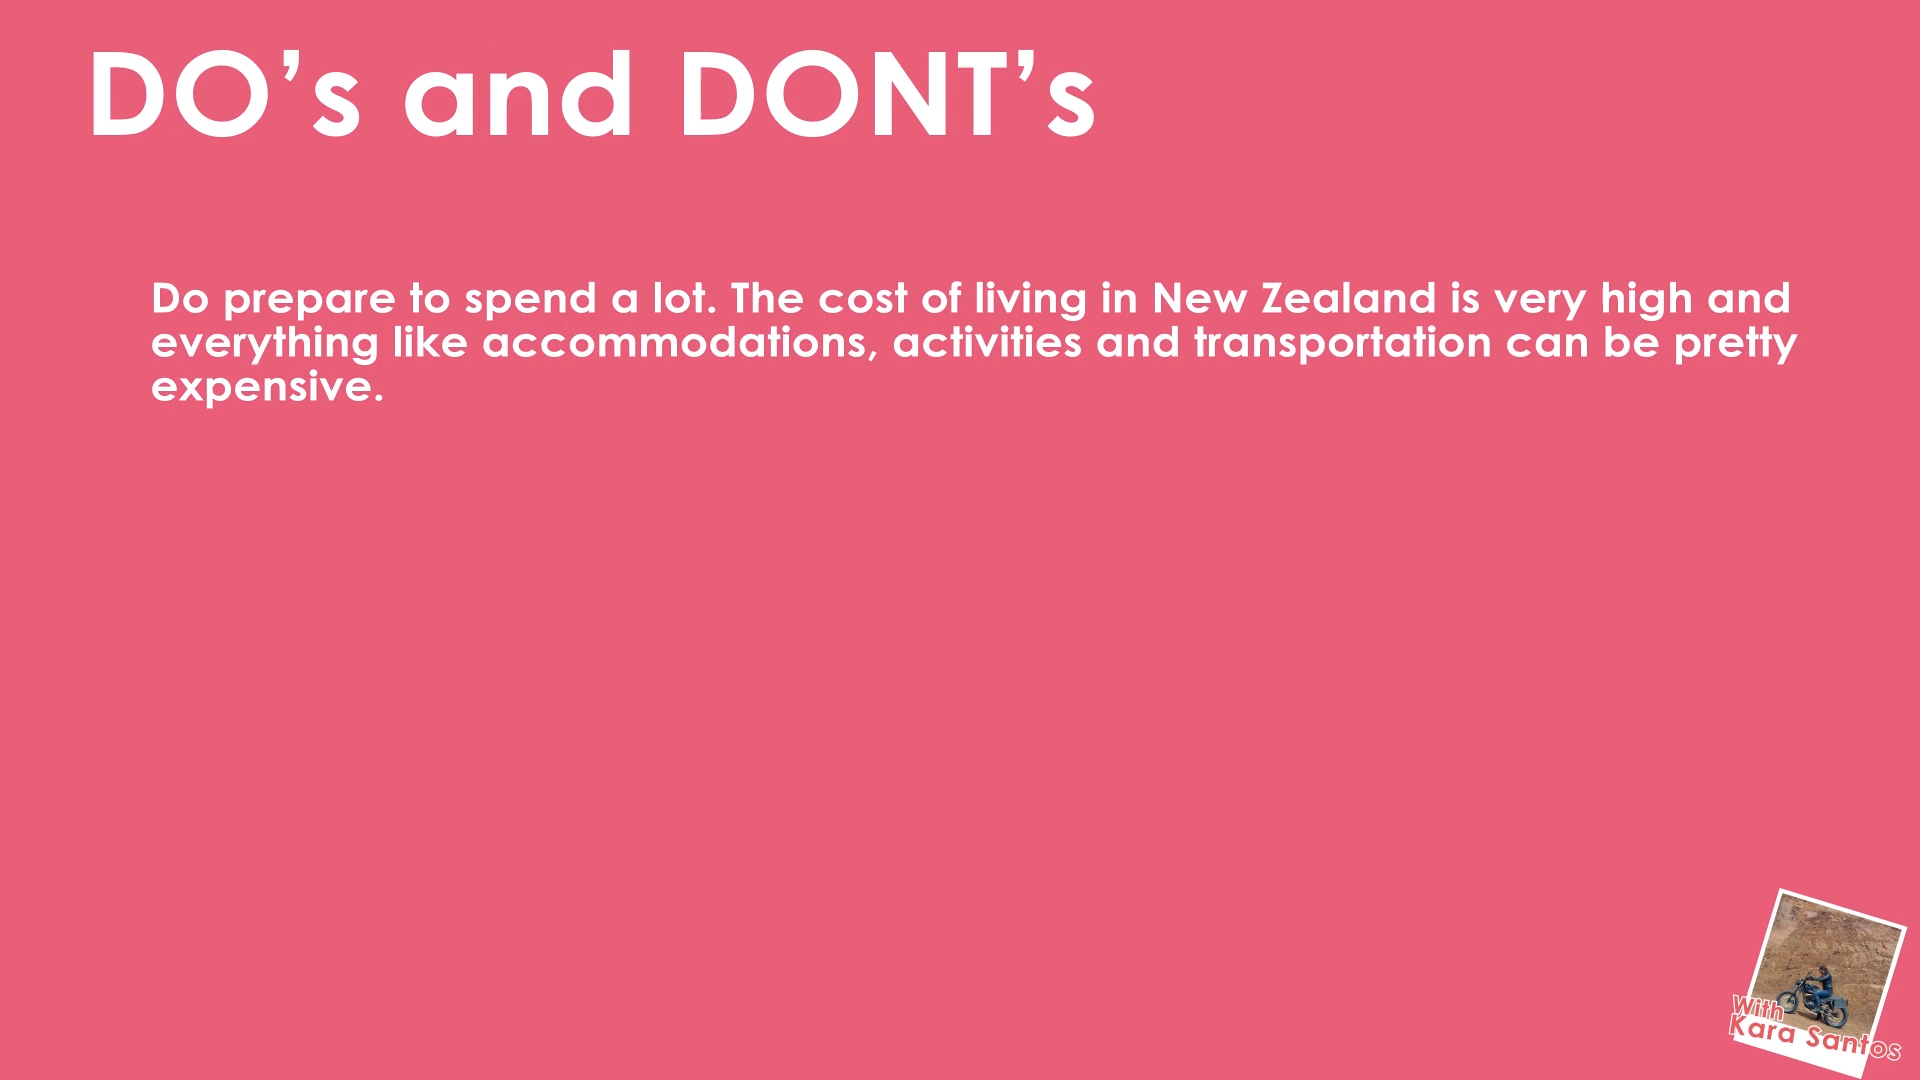 DO’s and DONT’s
Do prepare to spend a lot. The cost of living in New Zealand is very high and
everything like accommodations, activities and transportation can be pretty
expensive.
With
Kara Santos